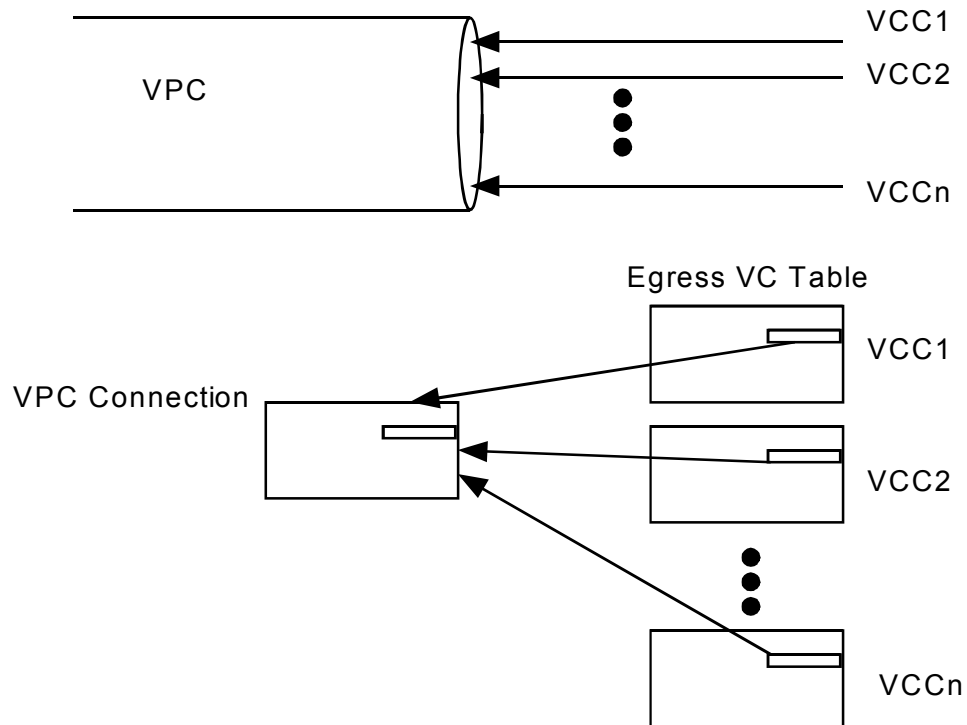 VCC1
VPC
VCC2
VCCn
Egress VC Table
VCC1
VPC Connection
VCC2
VCCn